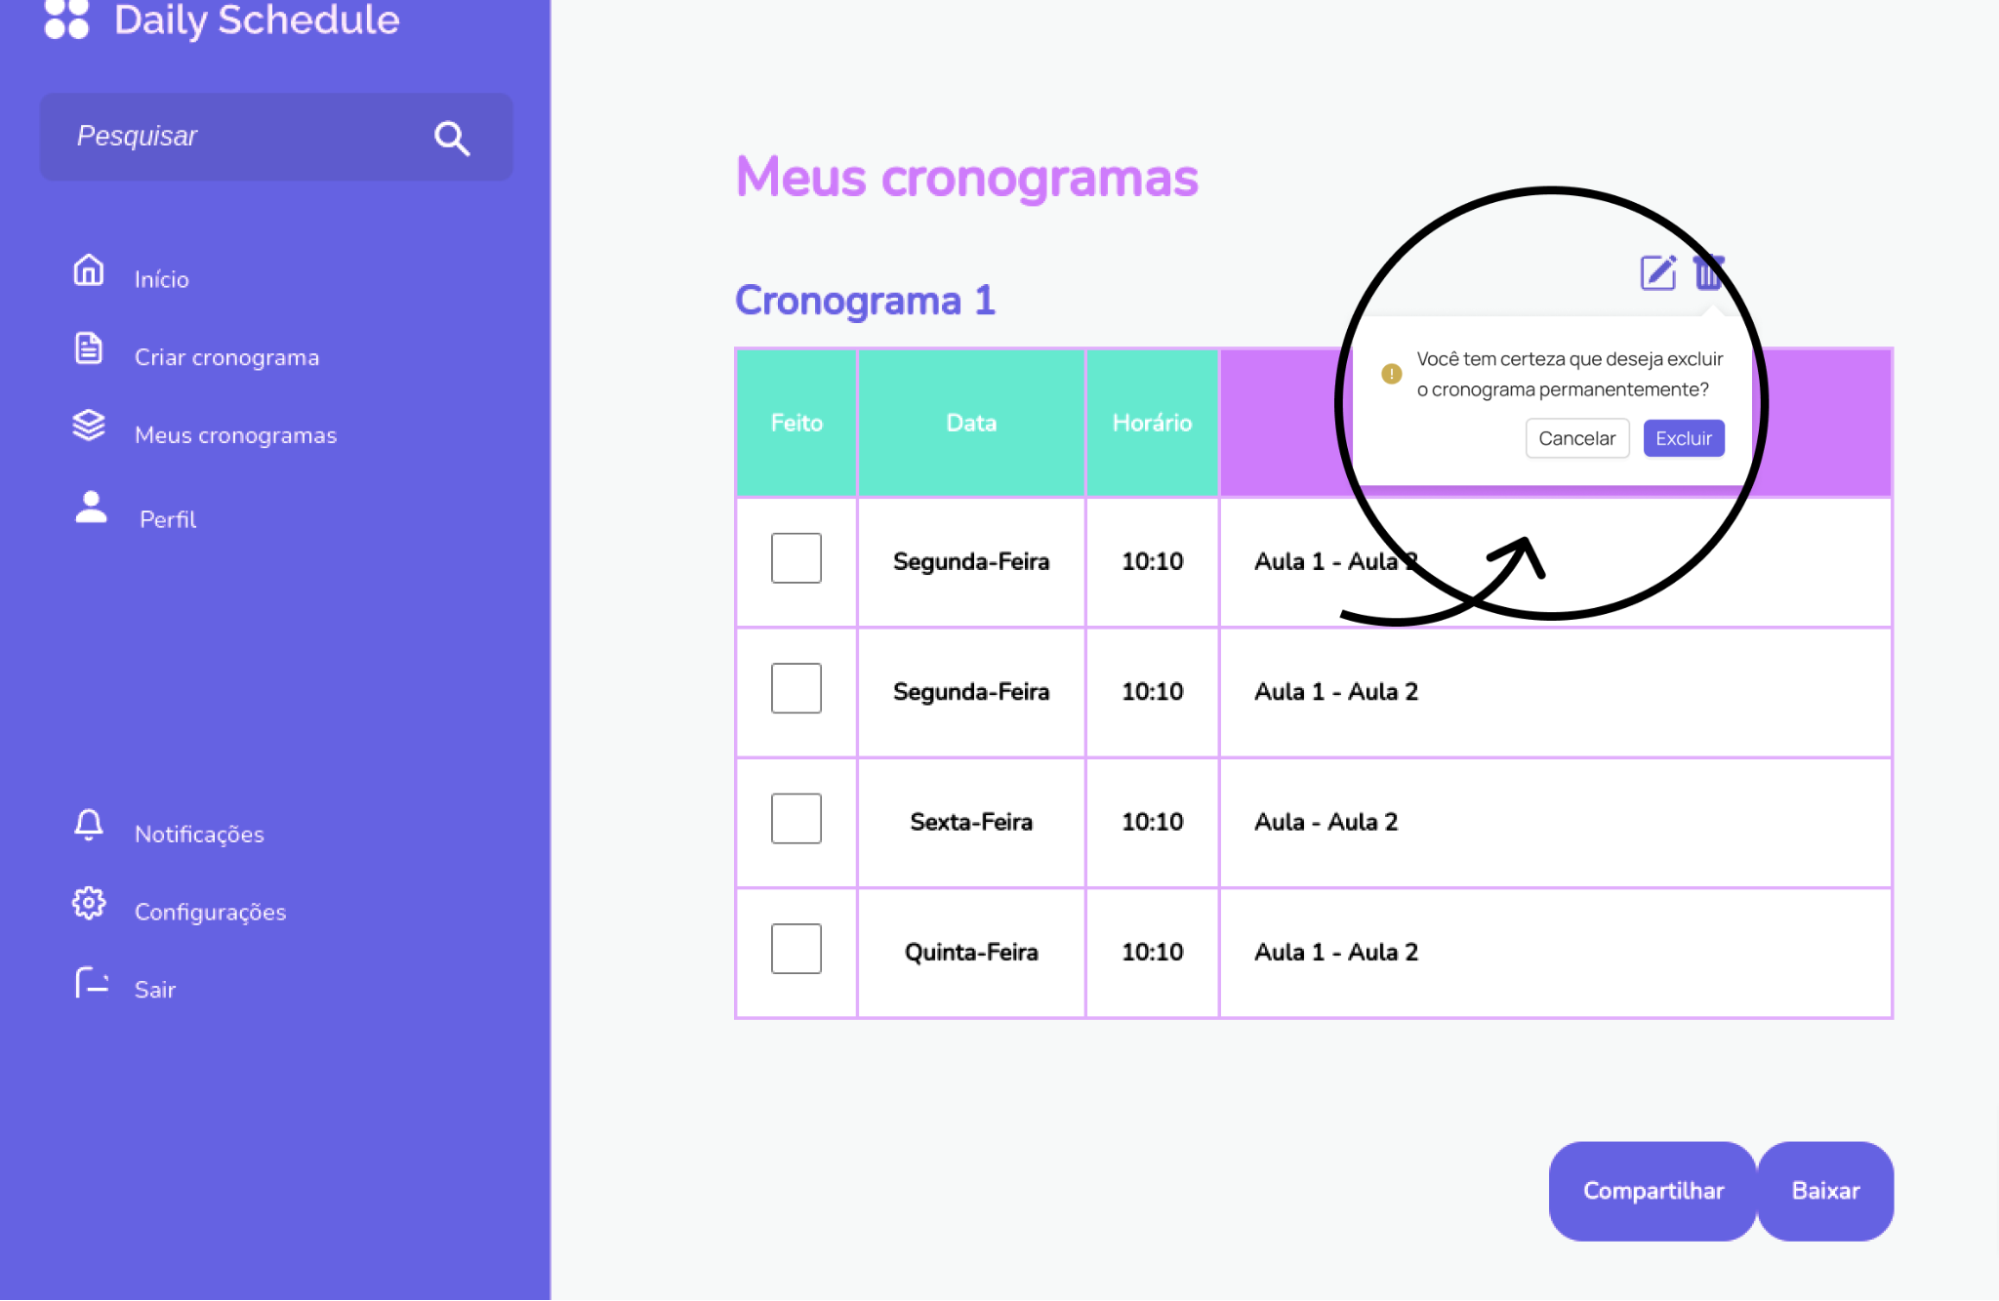 Daily Schedule
Pesquisar
Início
Criar cronograma
Meus cronogramas
Perfil
Notificações
Configurações
Sair
Meus cronogramas
Cronograma 1
Você tem certeza que deseja excluir
o cronograma permanentemente?
Cancelar Excluir
Feito Data Horário
Segunda-Feira 10:10 Aula 1 - Aula 2
Segunda-Feira 10:10 Aula 1 - Aula 2
Sexta-Feira 10:10 Aula - Aula 2
Quinta-Feira 10:10 Aula 1 - Aula 2
Compartilhar Baixar